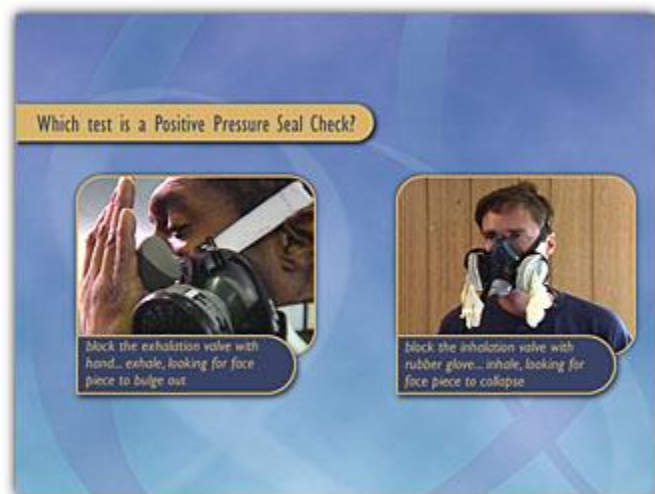 Which test is a Positive Pressure Seal Check?
block the exhalation valve with
hand... exhale, looking for face
piece to bulge out
block the inhalation valve with
rubber glove... inhale, looking for
face piece to collapse